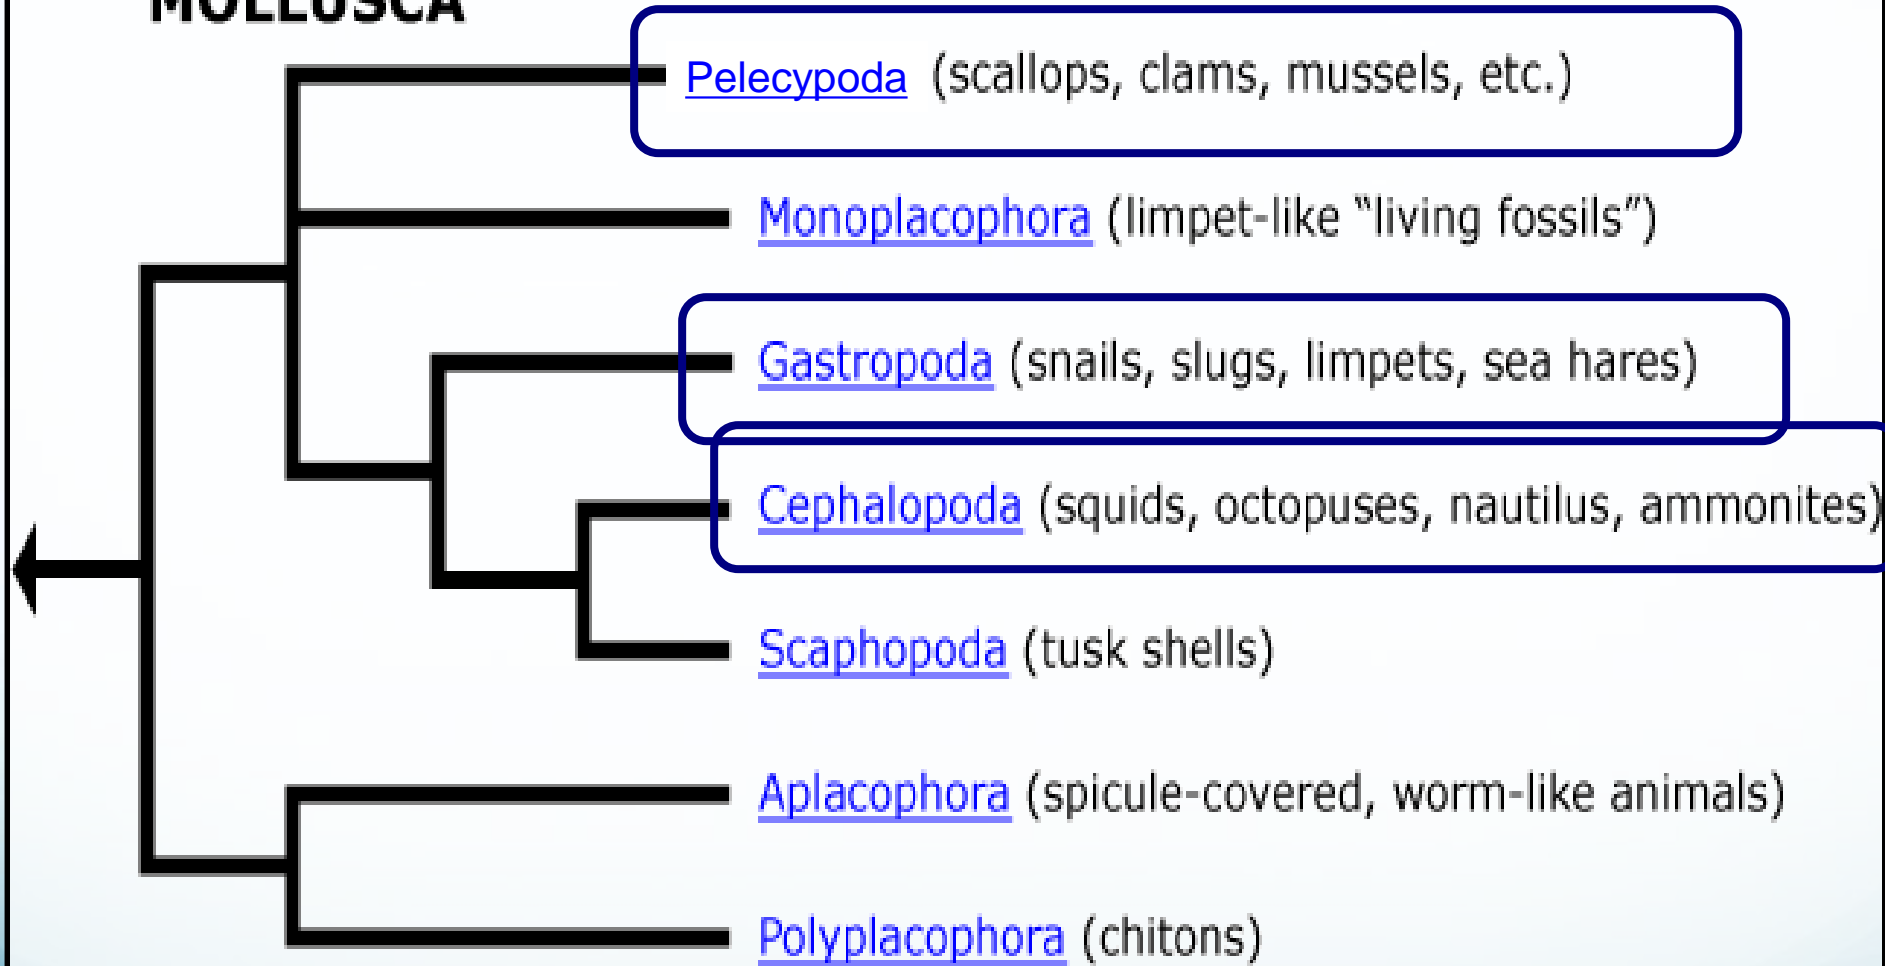 MOLLUSCA
Pelecypoda (scallops, clams, mussels, etc.)
Monoplacophora (limpet-like “living fossils”)
Gastropoda (snails, slugs, limpets, sea hares)
Cephalopoda (squids, octopuses, nautilus, ammonites)
Scaphopoda (tusk shells)
Aplacophora (spicule-covered, worm-like animals)
Polyplacophora (chitons)